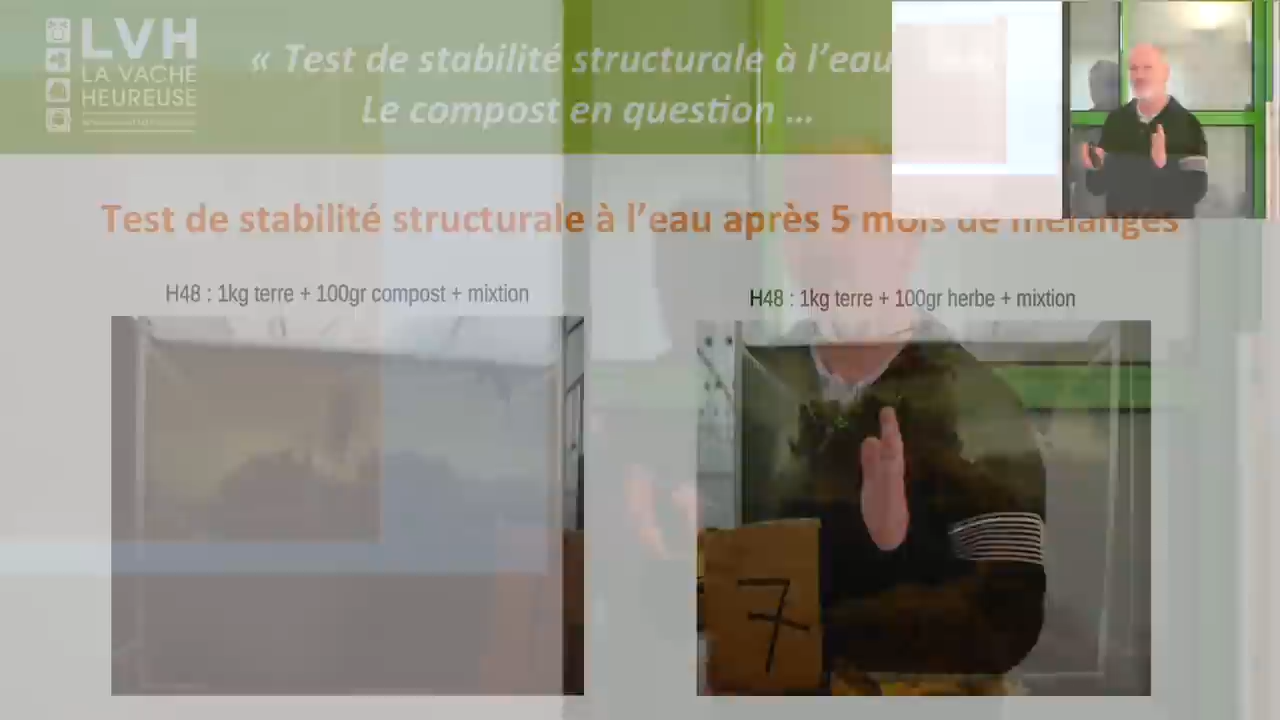 LVH
LA VACHE
HEUREUSE
« Test de stabilité structurale à l'eau
Le compost en question ...
Test de stabilité structurale à l'eau après 5 mois de mélanges
H48 : 1kg terre + 100gr compost + mixtion
H48 : 1kg terre + 100gr herbe + mixtion
7